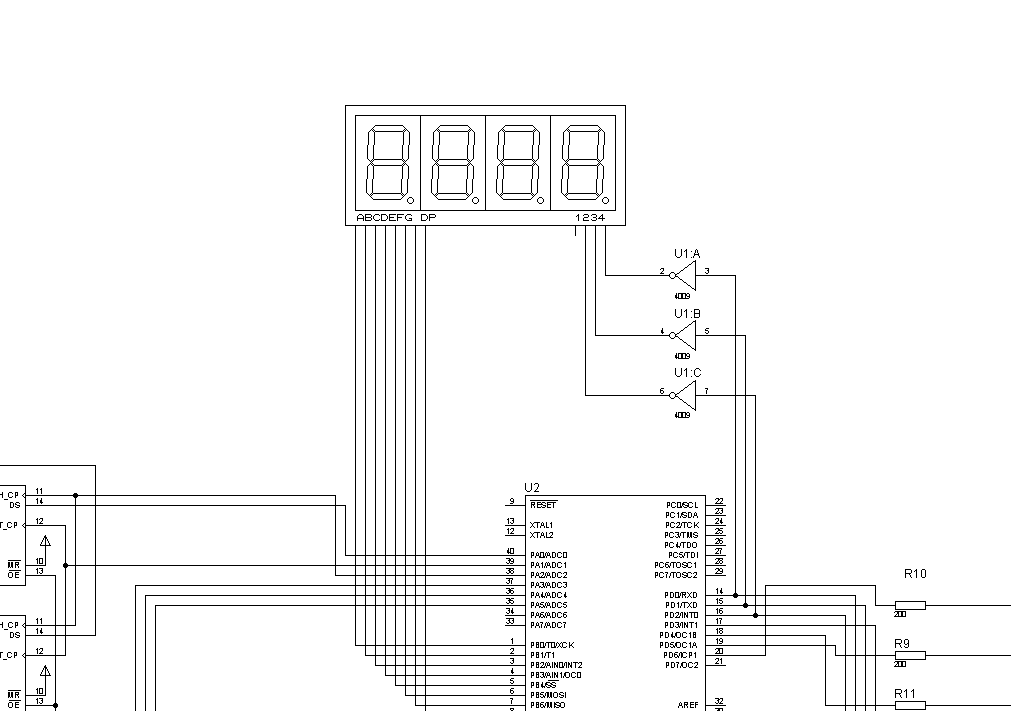 ABCDEFG DP 1234
U1:A
2 3
4009
U1:B
4 5
4009
U1:C
6 7
4009
U2
H_CP 11
DS 14
T_CP 12
MR 10
OE 13
H_CP 11
DS 14
T_CP 12
MR 10
OE 13
9 RESET
13 XTAL1
12 XTAL2
40 PA0/ADC0
39 PA1/ADC1
38 PA2/ADC2
37 PA3/ADC3
36 PA4/ADC4
35 PA5/ADC5
34 PA6/ADC6
33 PA7/ADC7
1 PB0/T0/XCK
2 PB1/T1
3 PB2/AIN0/INT2
4 PB3/AIN1/OC0
5 PB4/SS
6 PB5/MOSI
7 PB6/MISO
PC0/SCL 22
PC1/SDA 23
PC2/TCK 24
PC3/TMS 25
PC4/TDO 26
PC5/TDI 27
PC6/TOSC1 28
PC7/TOSC2 29
PD0/RXD 14
PD1/TXD 15
PD2/INT0 16
PD3/INT1 17
PD4/OC1B 18
PD5/OC1A 19
PD6/ICP1 20
PD7/OC2 21
AREF 32
R10
200
R9
200
R11